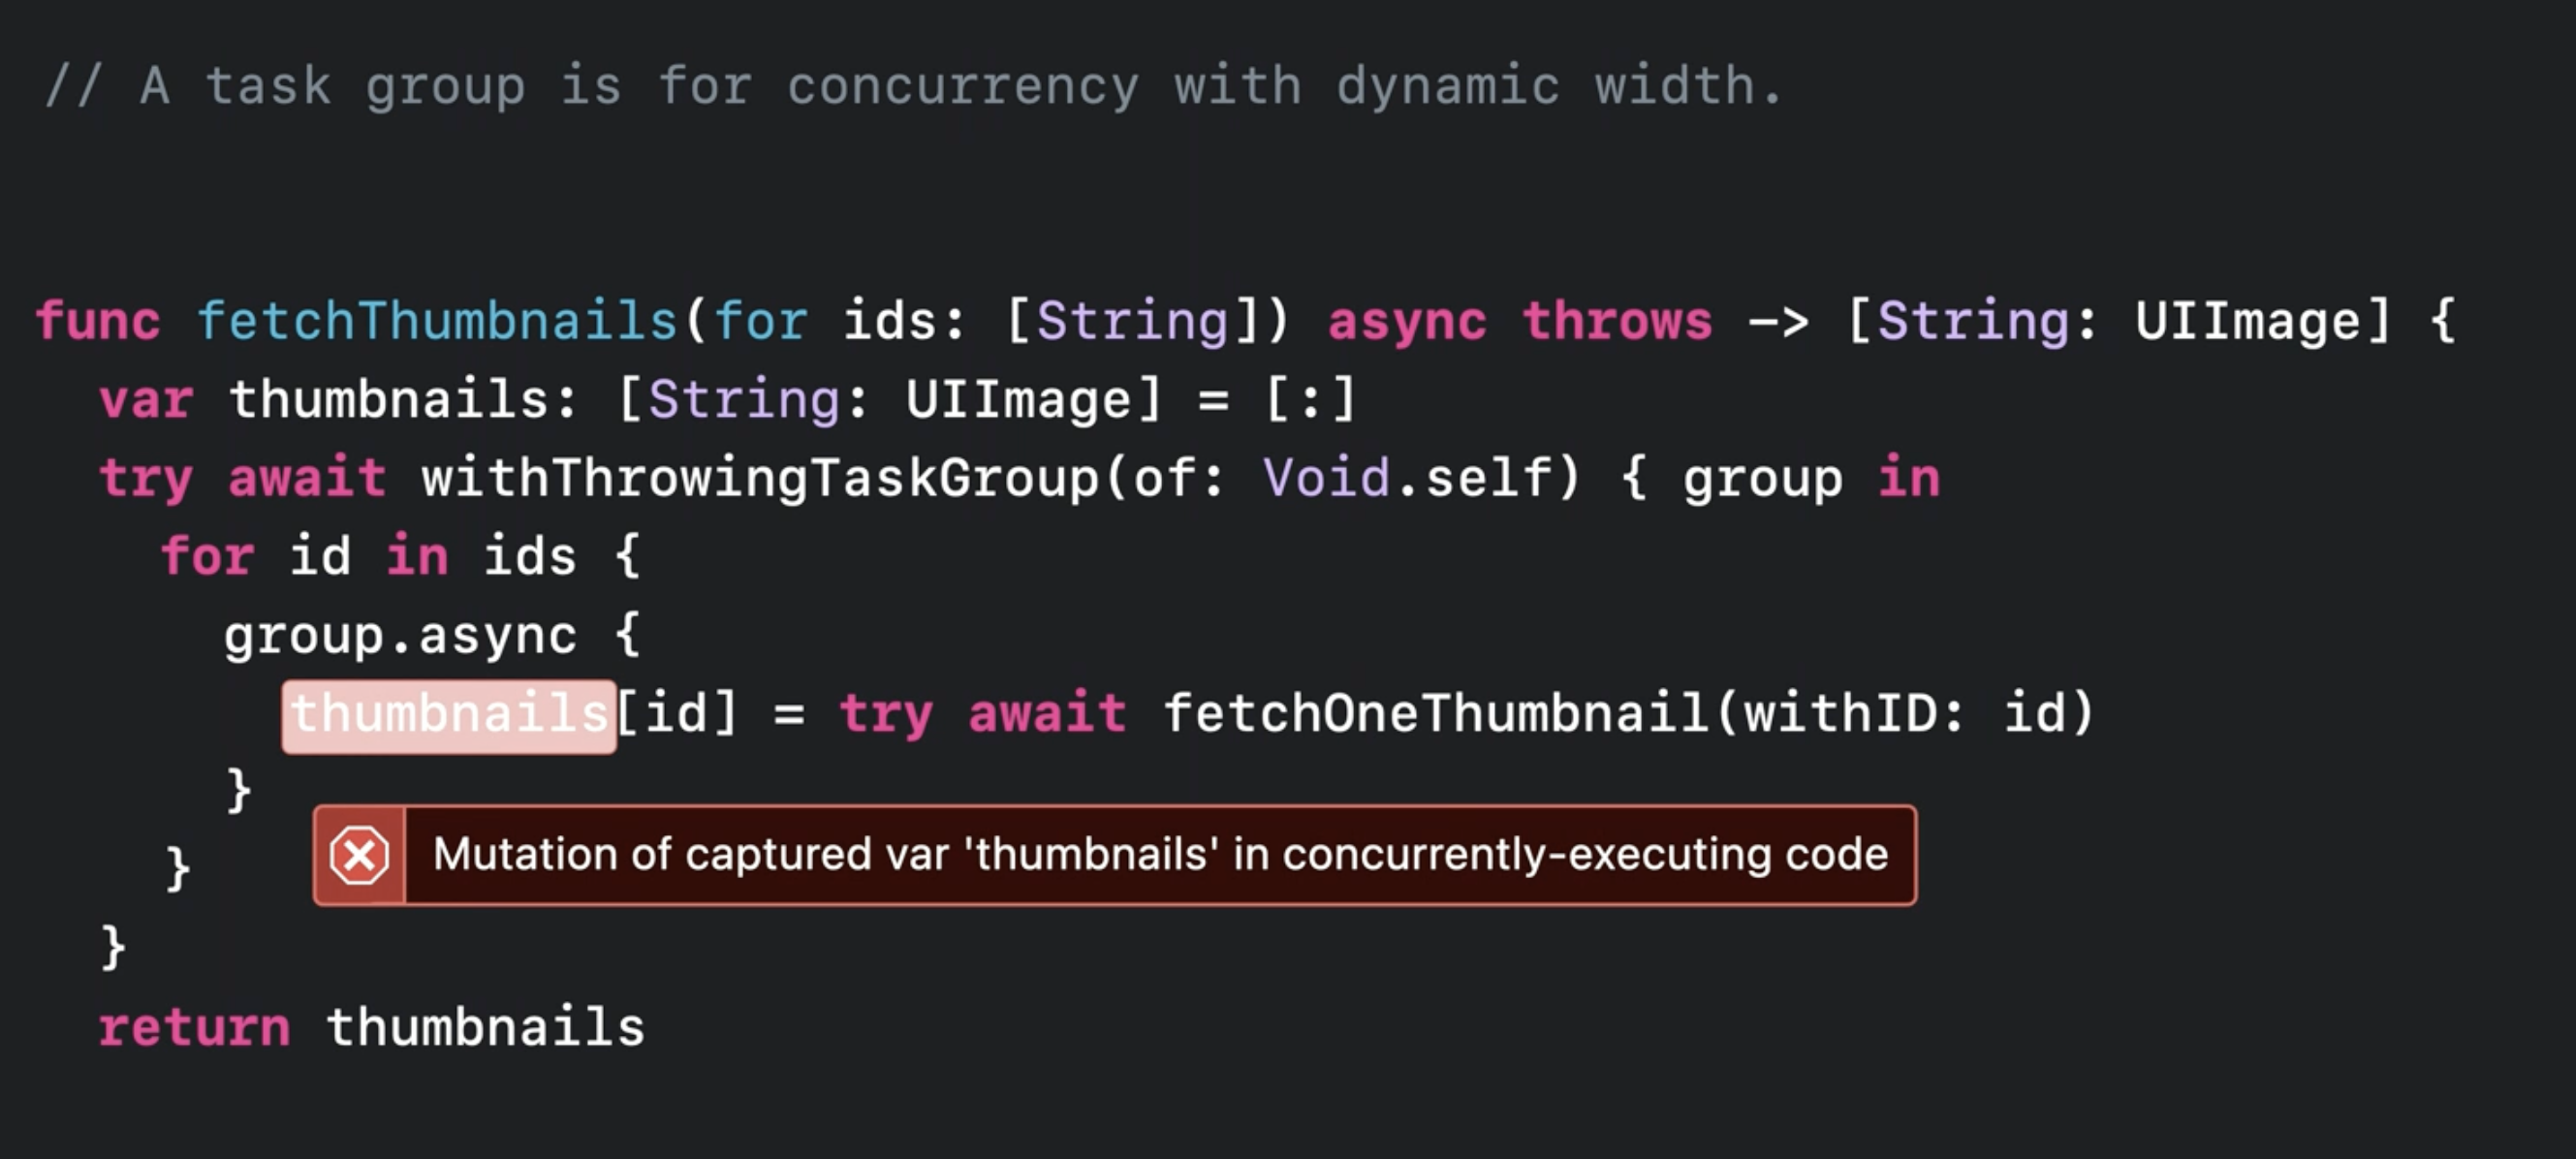 // A task group is for concurrency with dynamic width.
func fetchThumbnails(for ids: [String]) async throws -> [String: UIImage] {
var thumbnails: [String: UIImage] = [:]
try await withThrowingTaskGroup(of: Void.self) { group in
for id in ids {
group.async {
thumbnails[id] = try await fetchOneThumbnail(withID: id)
}
Mutation of captured var 'thumbnails' in concurrently-executing code
}
}
return thumbnails